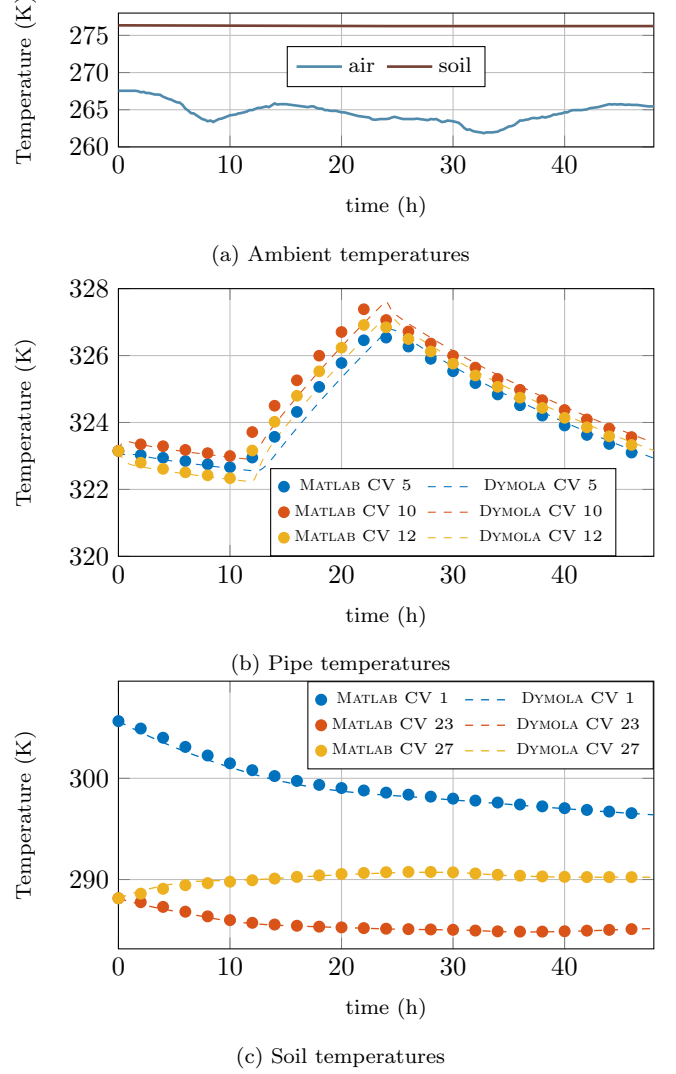 Temperature (K)
275
270
265
260
air soil
0 10 20 30 40
time (h)
(a) Ambient temperatures
Temperature (K)
328
326
324
322
320
MATLAB CV 5 DYMOLA CV 5
MATLAB CV 10 DYMOLA CV 10
MATLAB CV 12 DYMOLA CV 12
0 10 20 30 40
time (h)
(b) Pipe temperatures
Temperature (K)
MATLAB CV 1 DYMOLA CV 1
MATLAB CV 23 DYMOLA CV 23
MATLAB CV 27 DYMOLA CV 27
300
290
0 10 20 30 40
time (h)
(c) Soil temperatures